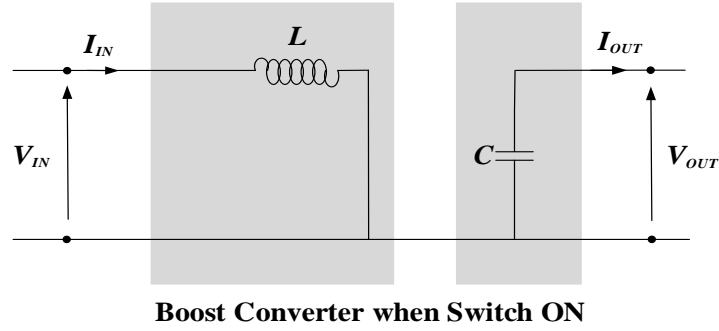 L
I_IN
I_OUT
V_IN
C
V_OUT
Boost Converter when Switch ON